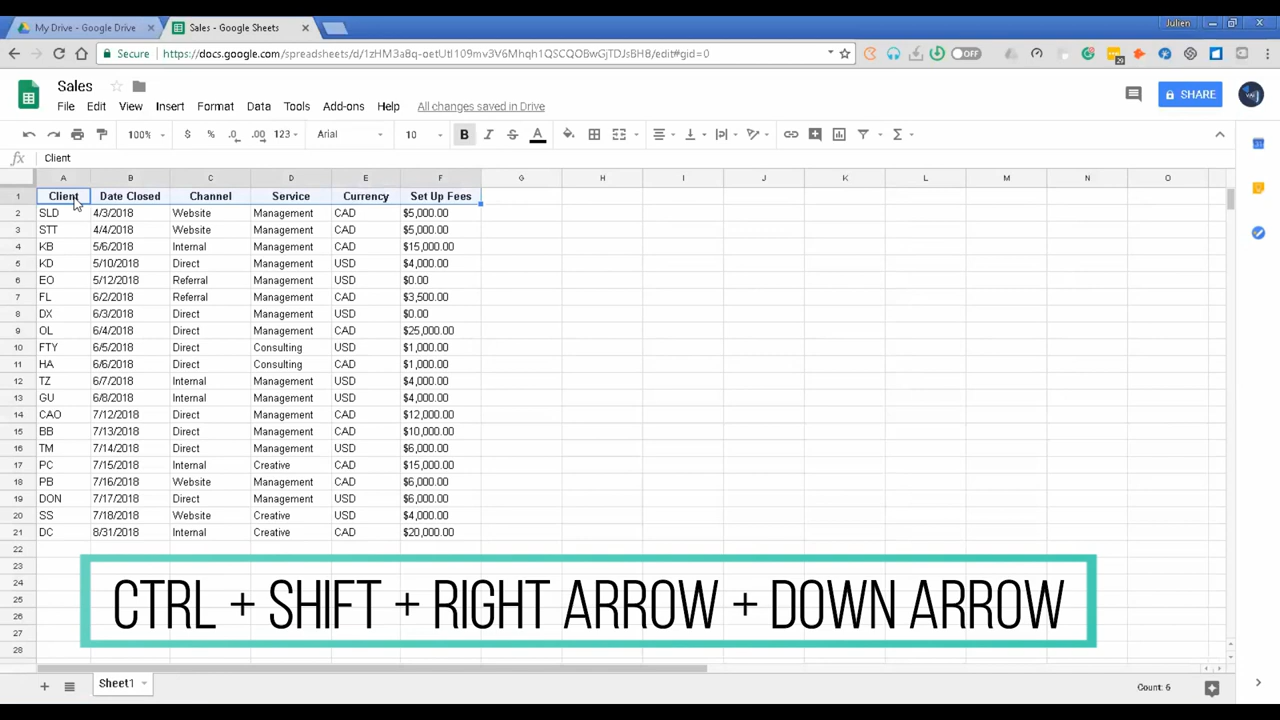 My Drive - Google Drive
Sales - Google Sheets
Julien
Secure
https://docs.google.com/spreadsheets/d/1zHM3a8q-oetUtI109mv3V6Mhqh1QSCQOBwGjTDJsBH8/edit#gid=0
OFF
29
Sales
File Edit View Insert Format Data Tools Add-ons Help All changes saved in Drive
SHARE
100% $ % .0 .00 123 Arial 10 B I S A Σ
fx Client
A B C D E F G H I J K L M N O
1 Client Date Closed Channel Service Currency Set Up Fees
2 SLD 4/3/2018 Website Management CAD $5,000.00
3 STT 4/4/2018 Website Management CAD $5,000.00
4 KB 5/6/2018 Internal Management CAD $15,000.00
5 KD 5/10/2018 Direct Management USD $4,000.00
6 EO 5/12/2018 Referral Management USD $0.00
7 FL 6/2/2018 Referral Management CAD $3,500.00
8 DX 6/3/2018 Direct Management USD $0.00
9 OL 6/4/2018 Direct Management CAD $25,000.00
10 FTY 6/5/2018 Direct Consulting USD $1,000.00
11 HA 6/6/2018 Direct Consulting CAD $1,000.00
12 TZ 6/7/2018 Internal Management USD $4,000.00
13 GU 6/8/2018 Internal Management USD $4,000.00
14 CAO 7/12/2018 Direct Management CAD $12,000.00
15 BB 7/13/2018 Direct Management CAD $10,000.00
16 TM 7/14/2018 Direct Management USD $6,000.00
17 PC 7/15/2018 Internal Creative CAD $15,000.00
18 PB 7/16/2018 Website Management CAD $6,000.00
19 DON 7/17/2018 Direct Management USD $6,000.00
20 SS 7/18/2018 Website Creative USD $4,000.00
21 DC 8/31/2018 Internal Creative CAD $20,000.00
22
23
24
25
26
27
28
CTRL + SHIFT + RIGHT ARROW + DOWN ARROW
Sheet1
Count: 6